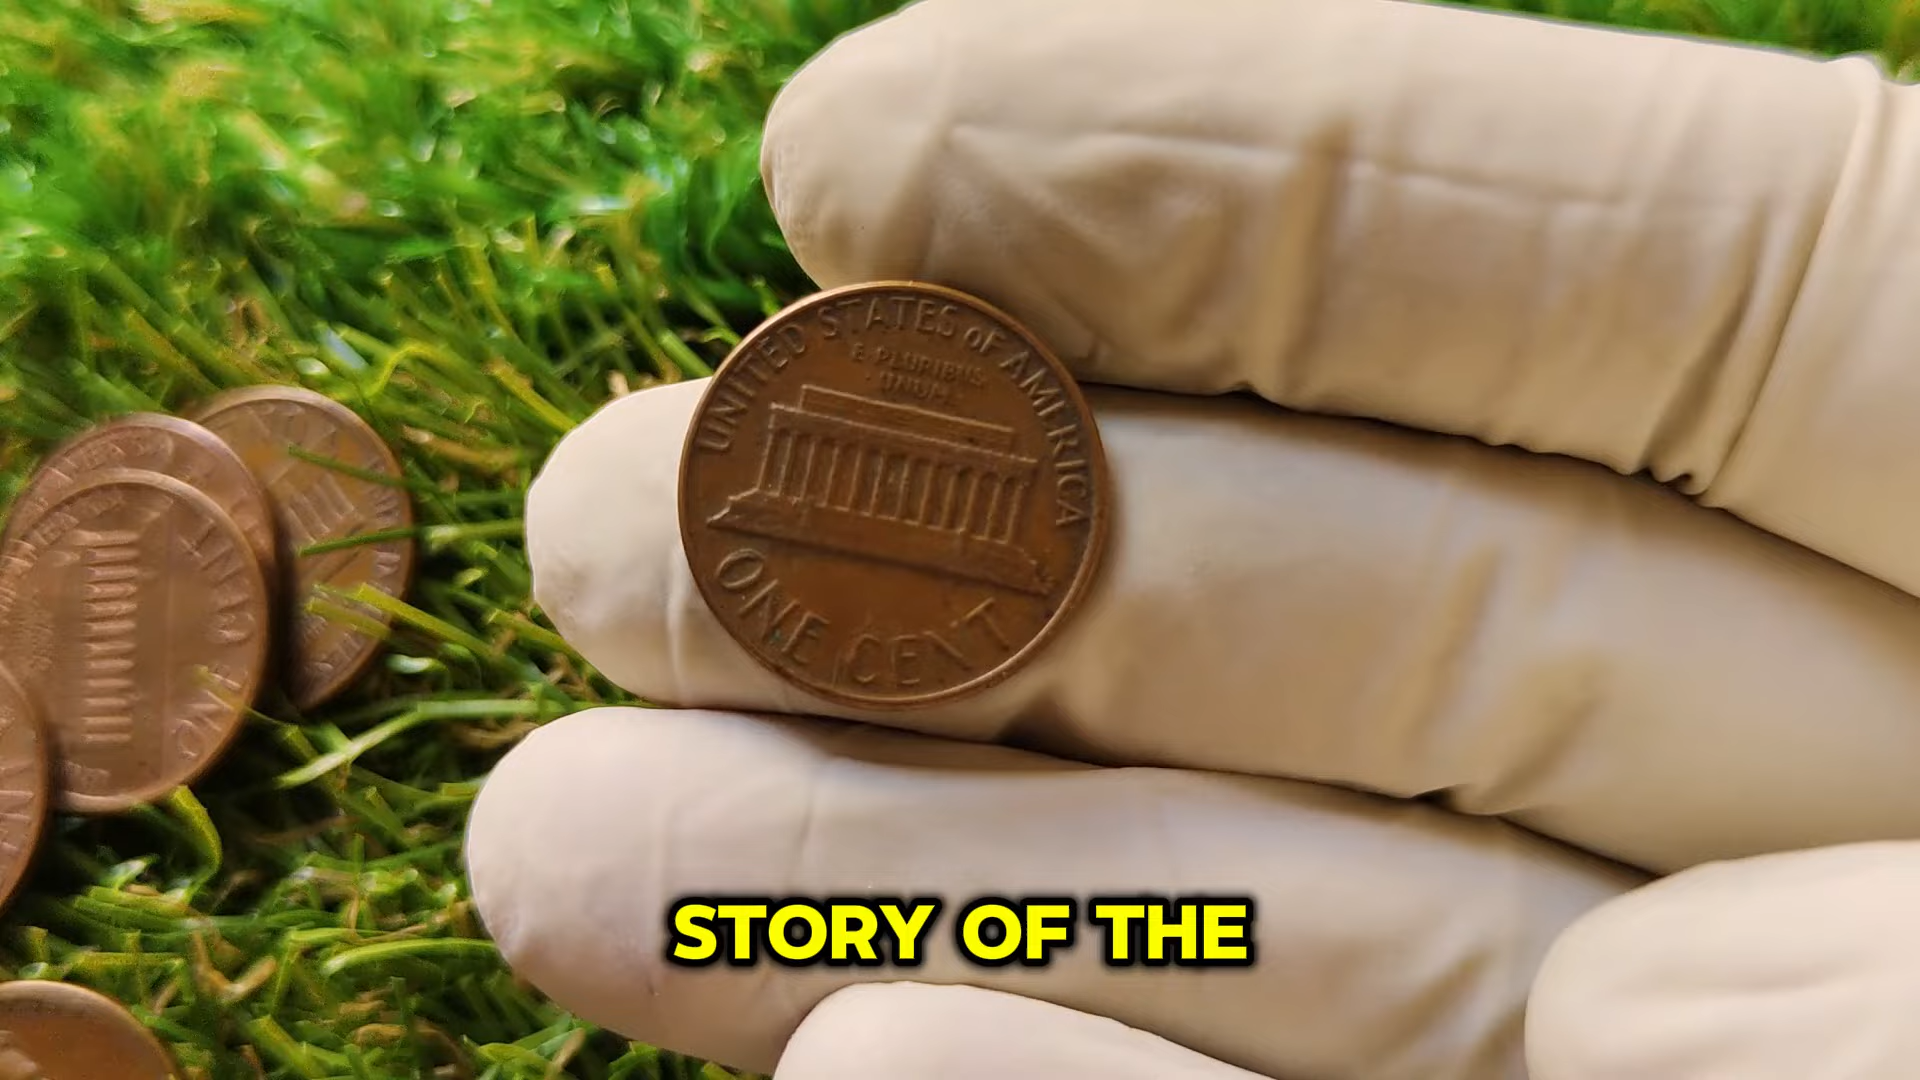 UNITED STATES OF AMERICA
E·PLURIBUS
UNUM
ONE CENT
STORY OF THE